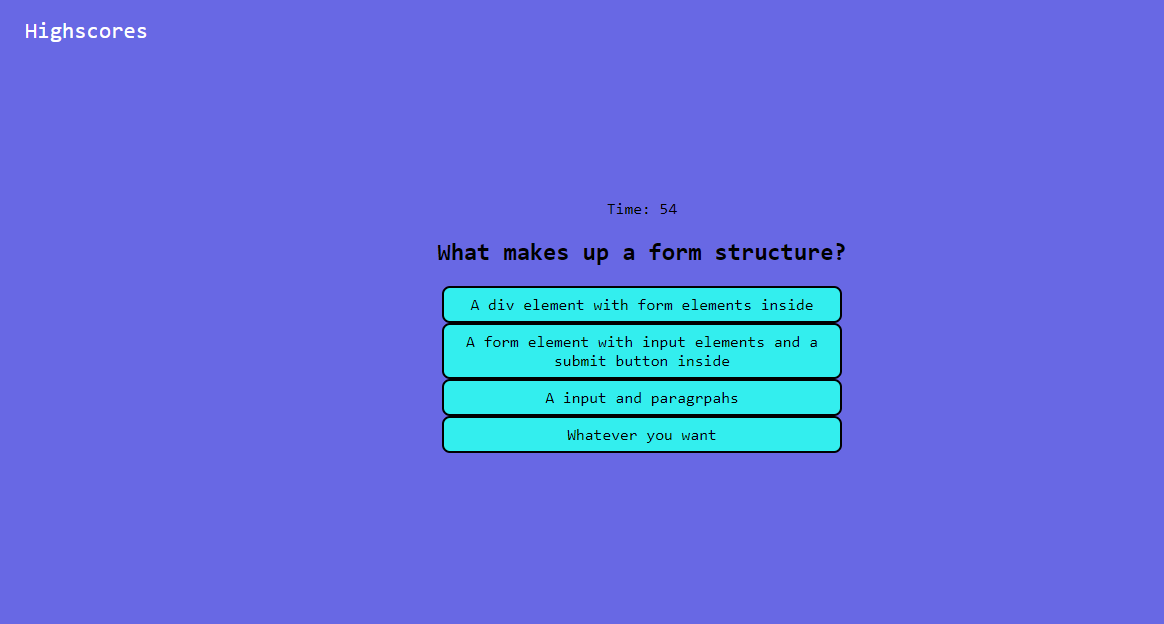 Highscores
Time: 54
What makes up a form structure?
A div element with form elements inside
A form element with input elements and a
submit button inside
A input and paragrpahs
Whatever you want